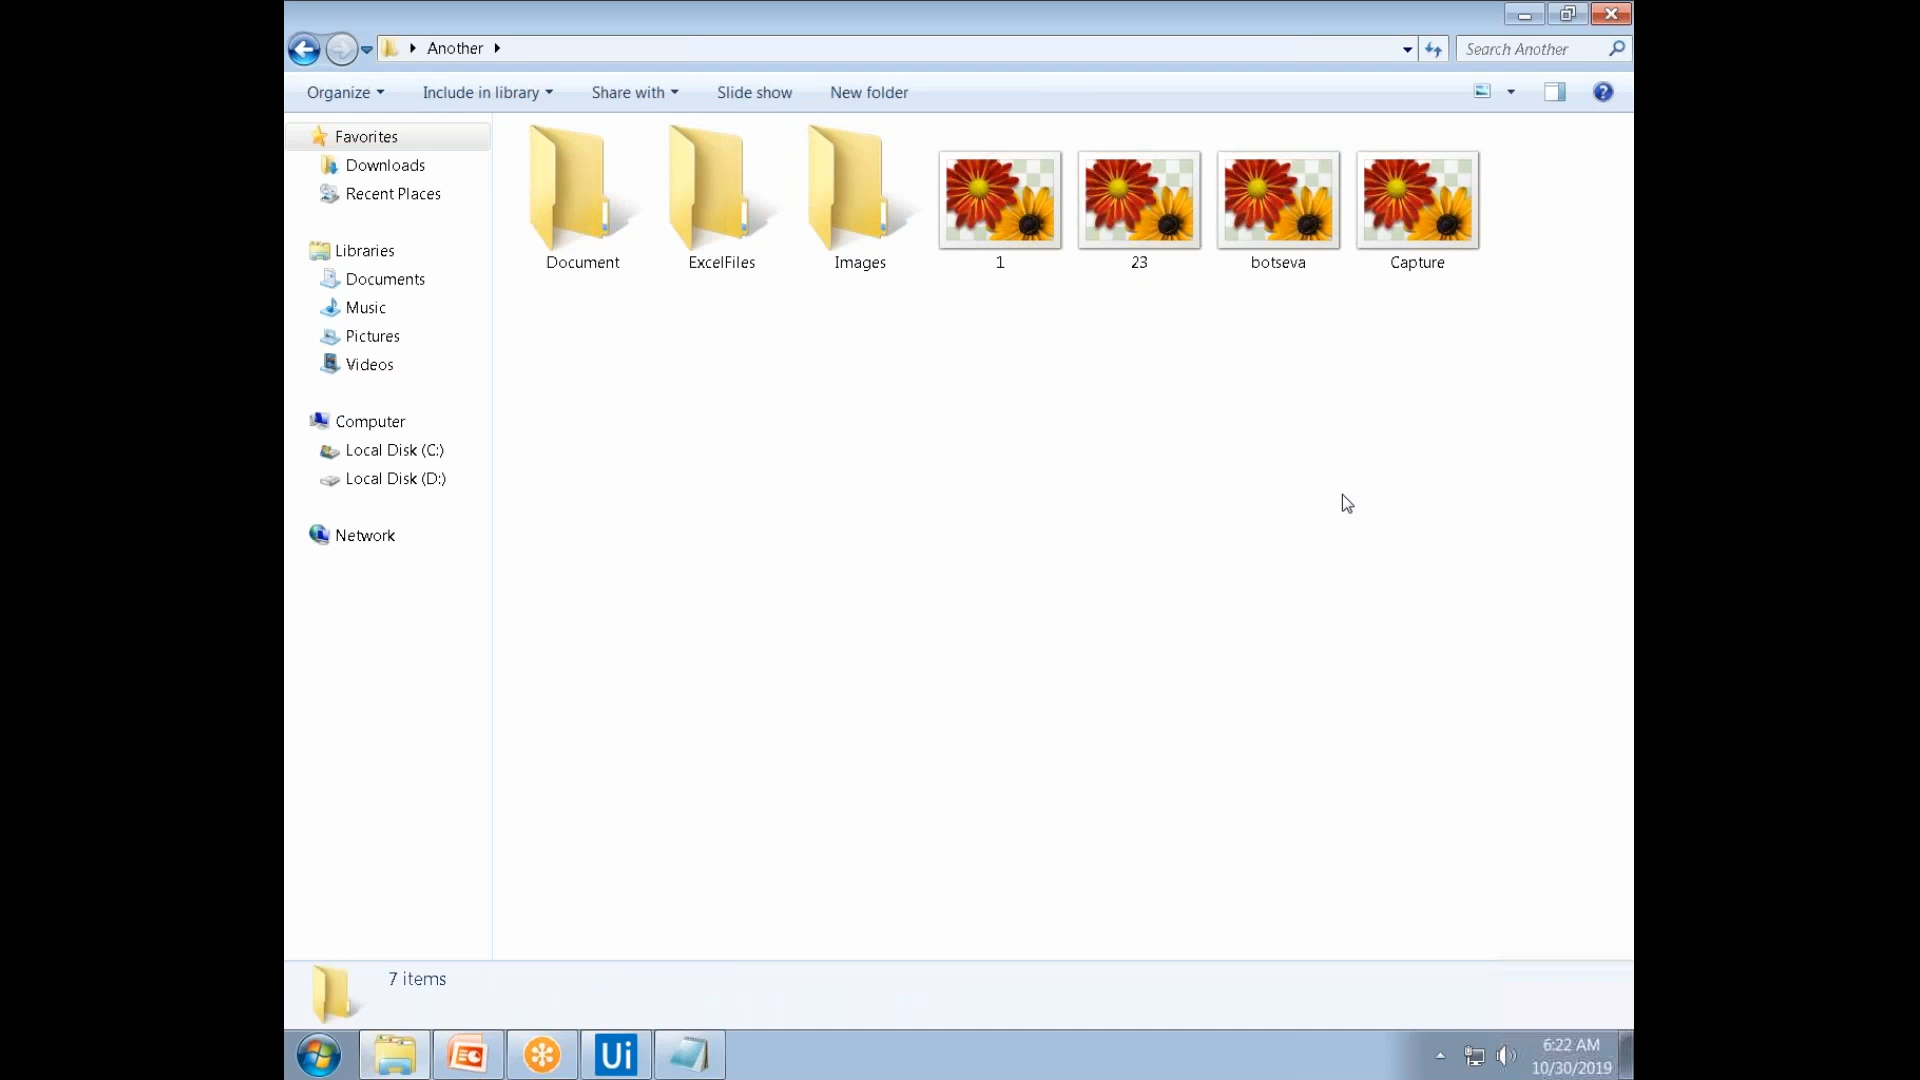 Another
Search Another
Organize
Include in library
Share with
Slide show
New folder
Favorites
Downloads
Recent Places
Libraries
Documents
Music
Pictures
Videos
Computer
Local Disk (C:)
Local Disk (D:)
Network
Document
ExcelFiles
Images
1
23
botseva
Capture
7 items
Ui
6:22 AM
10/30/2019